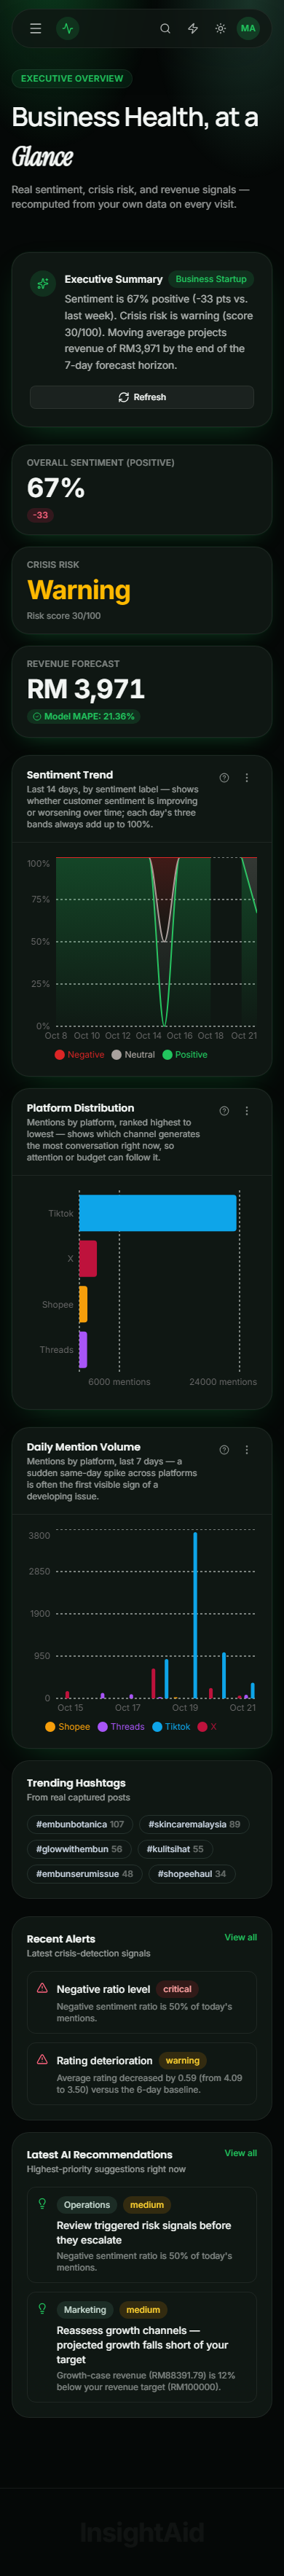 MA
EXECUTIVE OVERVIEW
Business Health, at a
Glance
Real sentiment, crisis risk, and revenue signals —
recomputed from your own data on every visit.
Executive Summary Business Startup
Sentiment is 67% positive (-33 pts vs.
last week). Crisis risk is warning (score
30/100). Moving average projects
revenue of RM3,971 by the end of the
7-day forecast horizon.
Refresh
OVERALL SENTIMENT (POSITIVE)
67%
-33
CRISIS RISK
Warning
Risk score 30/100
REVENUE FORECAST
RM 3,971
Model MAPE: 21.36%
Sentiment Trend
Last 14 days, by sentiment label — shows
whether customer sentiment is improving
or worsening over time; each day's three
bands always add up to 100%.
100%
75%
50%
25%
0%
Oct 8 Oct 10 Oct 12 Oct 14 Oct 16 Oct 18 Oct 21
Negative Neutral Positive
Platform Distribution
Mentions by platform, ranked highest to
lowest — shows which channel generates
the most conversation right now, so
attention or budget can follow it.
Tiktok
X
Shopee
Threads
6000 mentions 24000 mentions
Daily Mention Volume
Mentions by platform, last 7 days — a
sudden same-day spike across platforms
is often the first visible sign of a
developing issue.
3800
2850
1900
950
0
Oct 15 Oct 17 Oct 19 Oct 21
Shopee Threads Tiktok X
Trending Hashtags
From real captured posts
#embunbotanica 107 #skincaremalaysia 89
#glowwithembun 56 #kulitsihat 55
#embunserumissue 48 #shopeehaul 34
Recent Alerts View all
Latest crisis-detection signals
Negative ratio level critical
Negative sentiment ratio is 50% of today's
mentions.
Rating deterioration warning
Average rating decreased by 0.59 (from 4.09
to 3.50) versus the 6-day baseline.
Latest AI Recommendations View all
Highest-priority suggestions right now
Operations medium
Review triggered risk signals before
they escalate
Negative sentiment ratio is 50% of today's
mentions.
Marketing medium
Reassess growth channels —
projected growth falls short of your
target
Growth-case revenue (RM88391.79) is 12%
below your revenue target (RM100000).
InsightAid